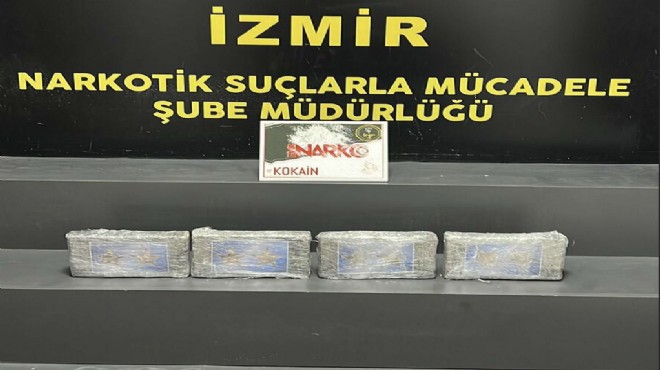 İZMİR
NARKOTİK SUÇLARLA MÜCADELE
ŞUBE MÜDÜRLÜĞÜ
NARKO
KOKAİN